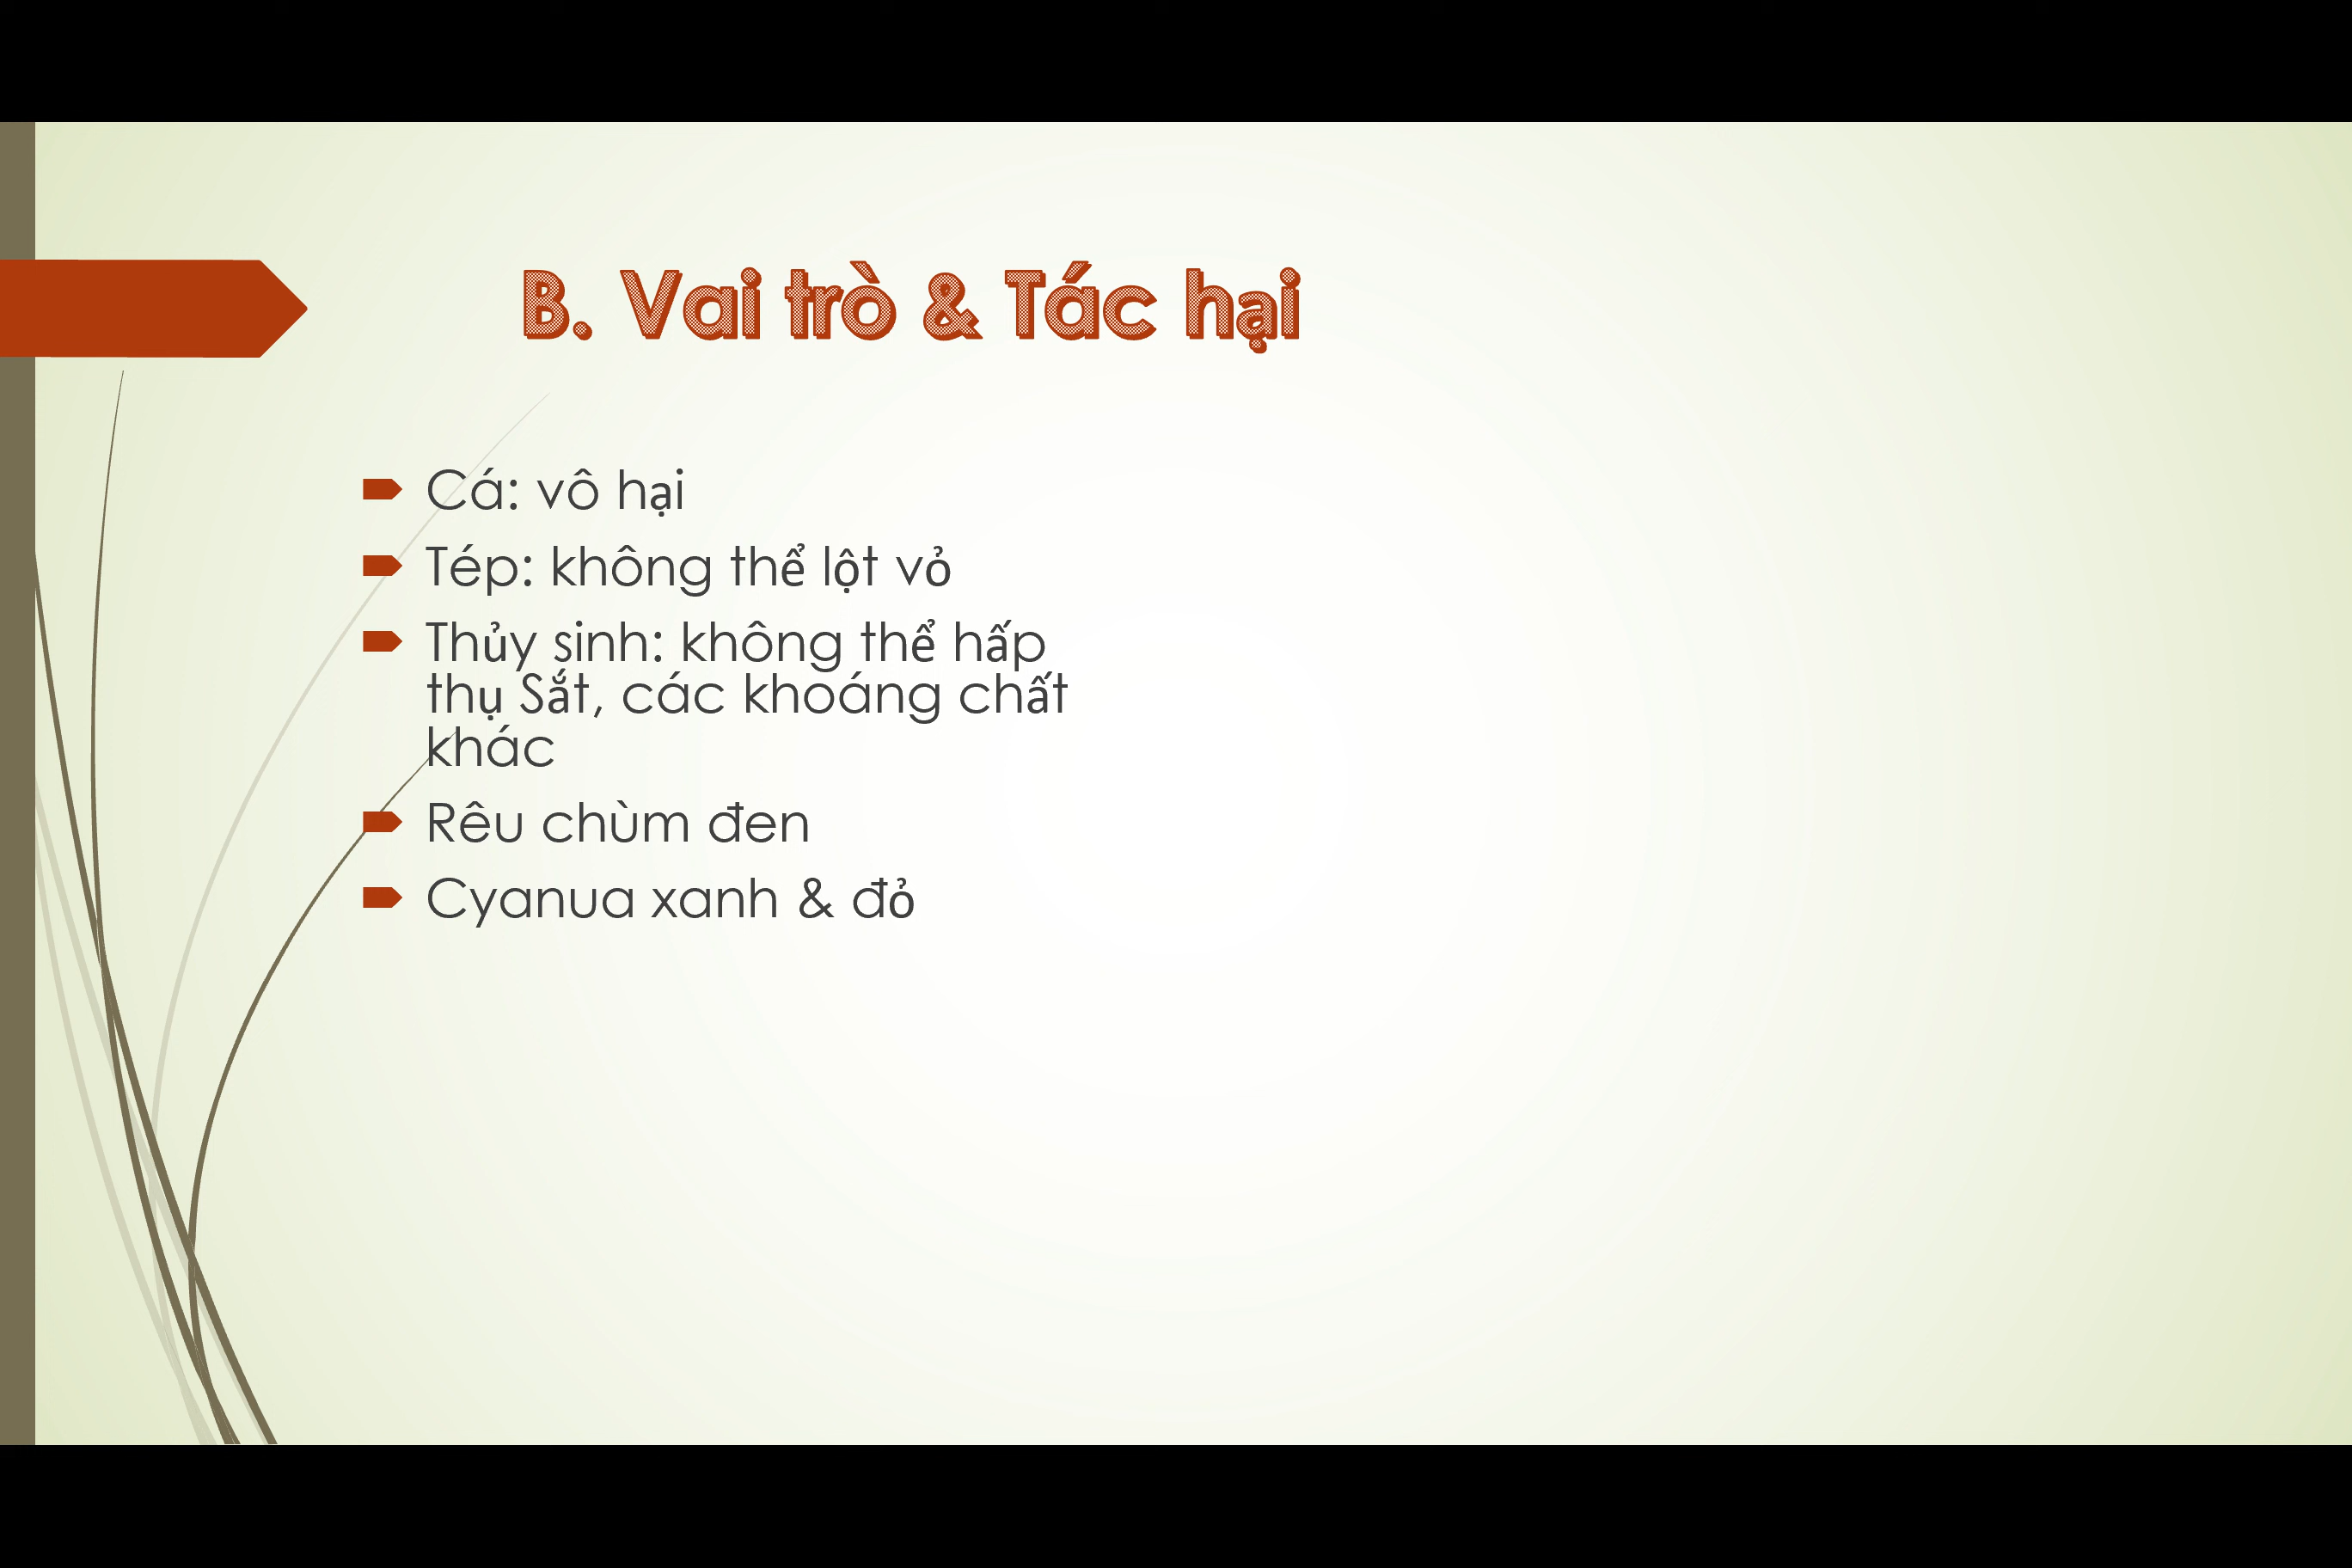 B. Vai trò & Tác hại
Cá: vô hại
Tép: không thể lột vỏ
Thủy sinh: không thể hấp
thụ Sắt, các khoáng chất
khác
Rêu chùm đen
Cyanua xanh & đỏ